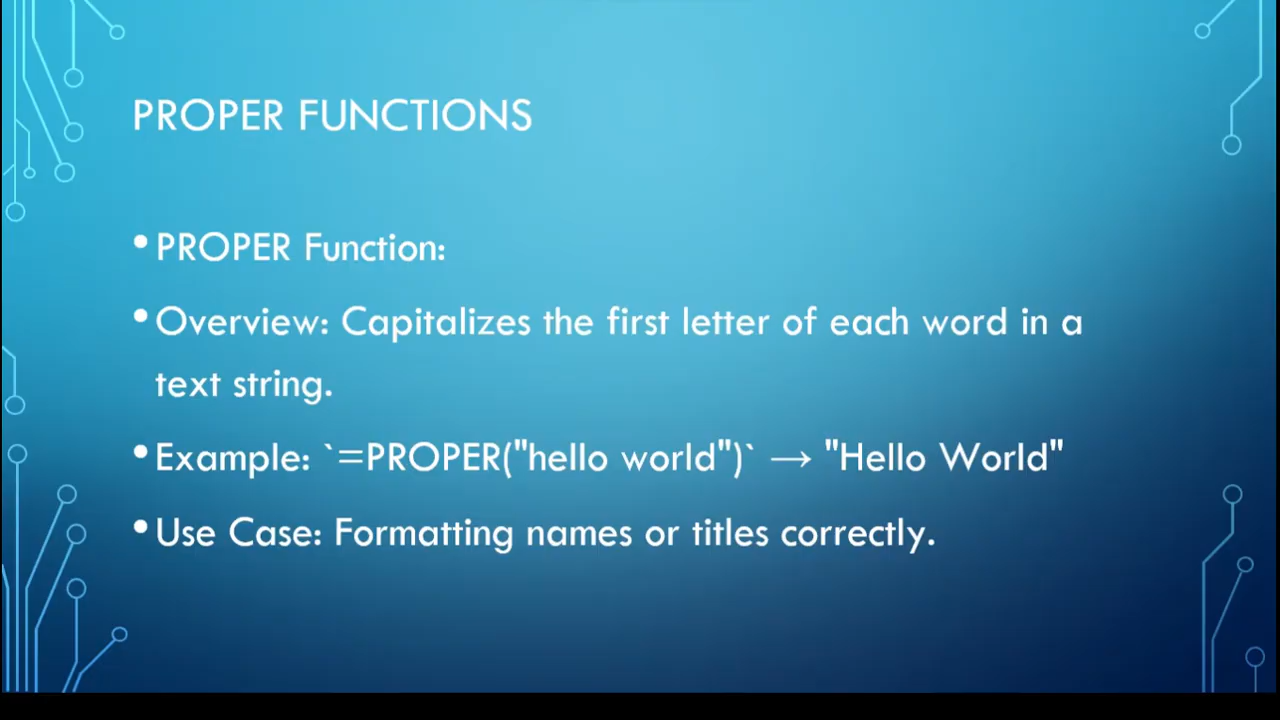 PROPER FUNCTIONS
• PROPER Function:
• Overview: Capitalizes the first letter of each word in a
text string.
• Example: `=PROPER("hello world")` → "Hello World"
• Use Case: Formatting names or titles correctly.